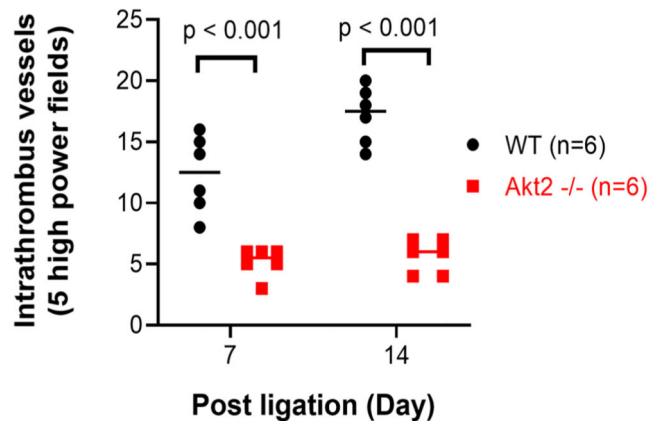 Intrathrombus vessels
(5 high power fields)
25
20
15
10
5
0
p < 0.001
p < 0.001
WT (n=6)
Akt2 -/- (n=6)
7
14
Post ligation (Day)